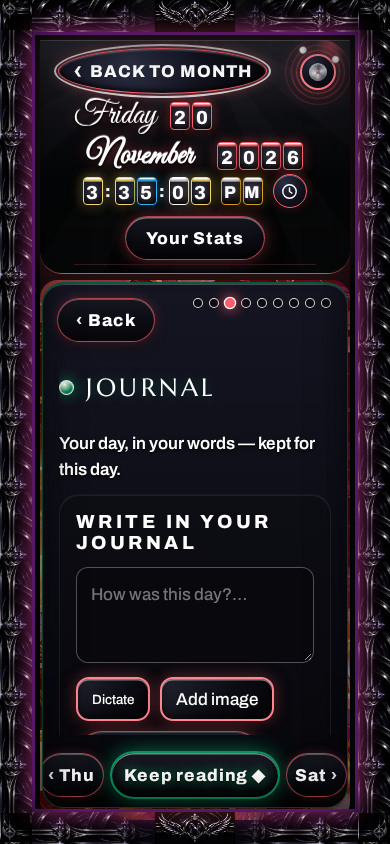 ‹ BACK TO MONTH
Friday 20
November 2026
3:35:03 PM
Your Stats
‹ Back
JOURNAL
Your day, in your words — kept for
this day.
WRITE IN YOUR
JOURNAL
How was this day?...
Dictate
Add image
‹ Thu
Keep reading ◆
Sat ›